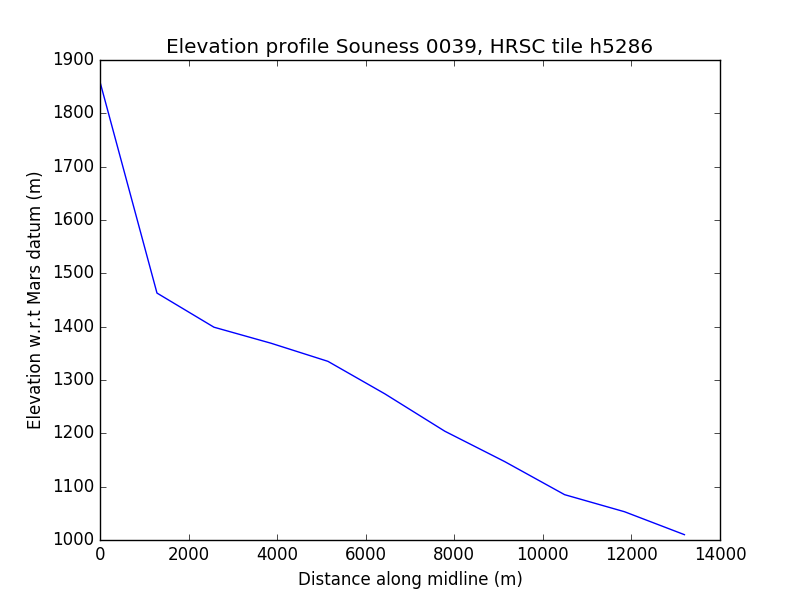 Elevation profile Souness 0039, HRSC tile h5286
1900
1800
1700
1600
1500
1400
1300
1200
1100
1000
Elevation w.r.t Mars datum (m)
0 2000 4000 6000 8000 10000 12000 14000
Distance along midline (m)